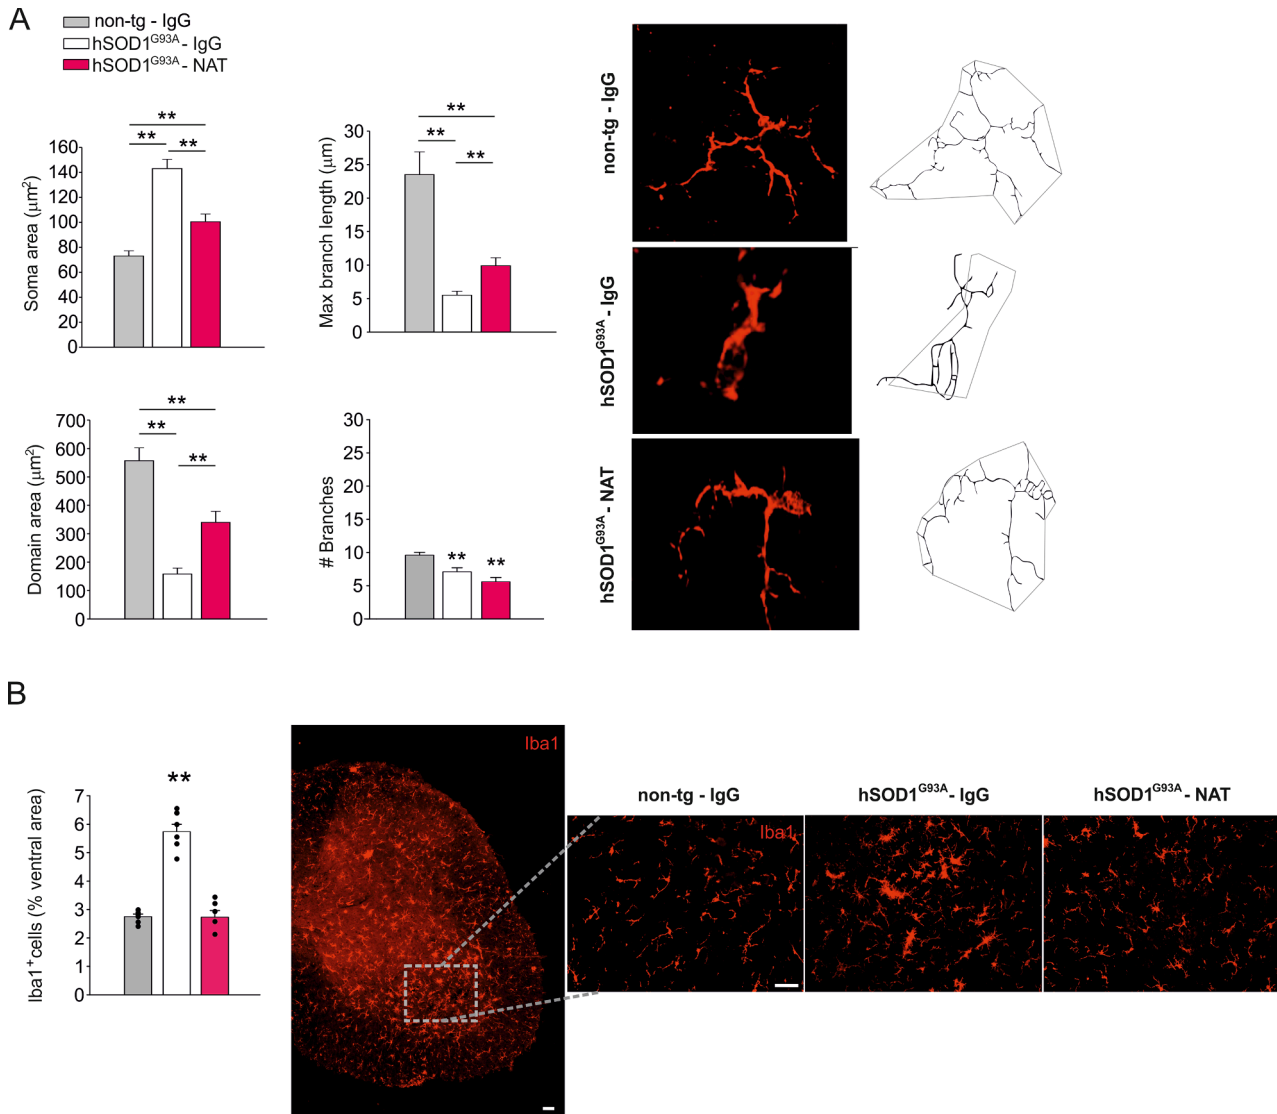 A
non-tg - IgG
hSOD1G93A - IgG
hSOD1G93A - NAT
Soma area (μm2)
160
140
120
100
80
60
40
20
0
**
**
**
Max branch length (μm)
30
25
20
15
10
5
0
**
**
**
Domain area (μm2)
700
600
500
400
300
200
100
0
**
**
**
# Branches
30
25
20
15
10
5
0
**
**
non-tg - IgG
hSOD1G93A - IgG
hSOD1G93A - NAT
B
Iba1+cells (% ventral area)
7
6
5
4
3
2
1
0
**
Iba1
non-tg - IgG
hSOD1G93A - IgG
hSOD1G93A - NAT
Iba1